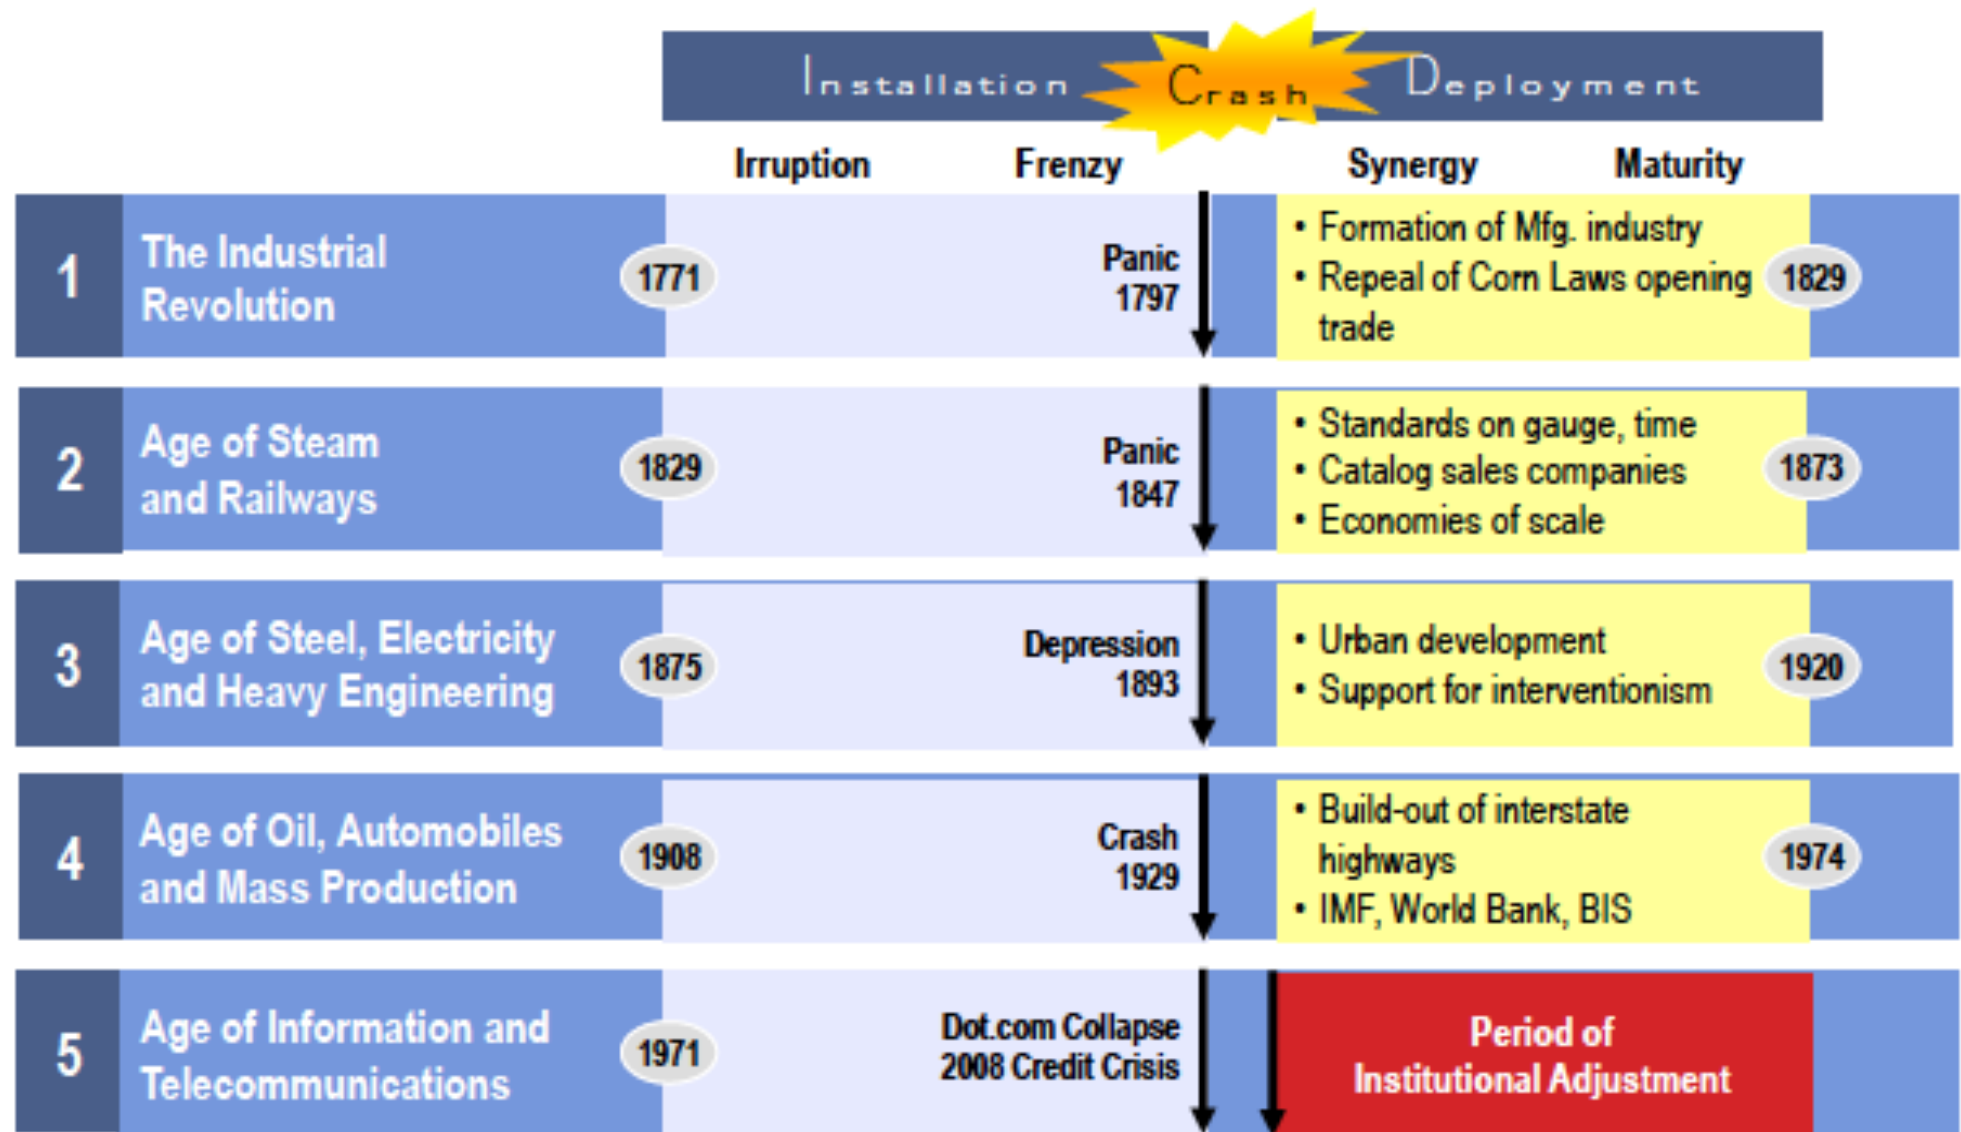 Installation Crash Deployment
Irruption Frenzy Synergy Maturity
1
The Industrial
Revolution
1771
Panic
1797
• Formation of Mfg. industry
• Repeal of Corn Laws opening
trade
1829
2
Age of Steam
and Railways
1829
Panic
1847
• Standards on gauge, time
• Catalog sales companies
• Economies of scale
1873
3
Age of Steel, Electricity
and Heavy Engineering
1875
Depression
1893
• Urban development
• Support for interventionism
1920
4
Age of Oil, Automobiles
and Mass Production
1908
Crash
1929
• Build-out of interstate
highways
• IMF, World Bank, BIS
1974
5
Age of Information and
Telecommunications
1971
Dot.com Collapse
2008 Credit Crisis
Period of
Institutional Adjustment